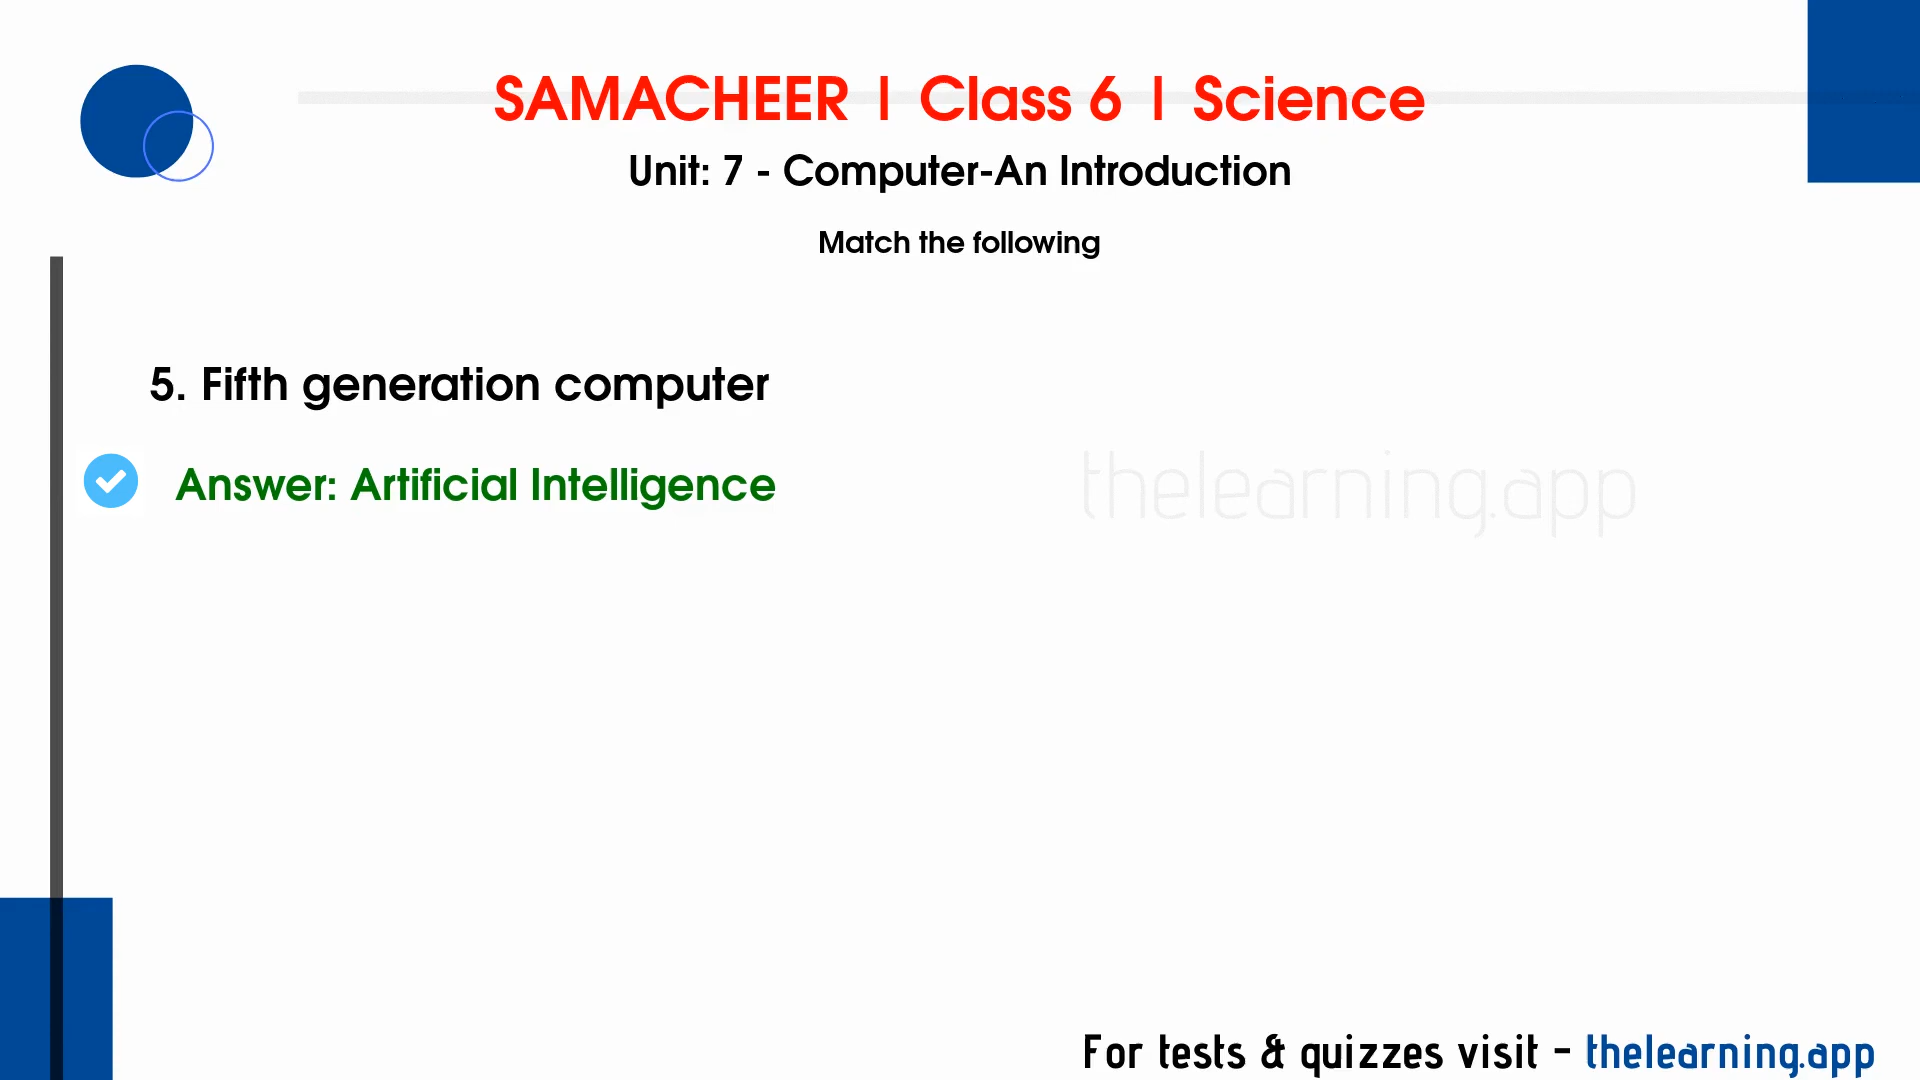 SAMACHEER | Class 6 | Science
Unit: 7 - Computer-An Introduction
Match the following
5. Fifth generation computer
Answer: Artificial Intelligence
thelearning.app
For tests & quizzes visit - thelearning.app